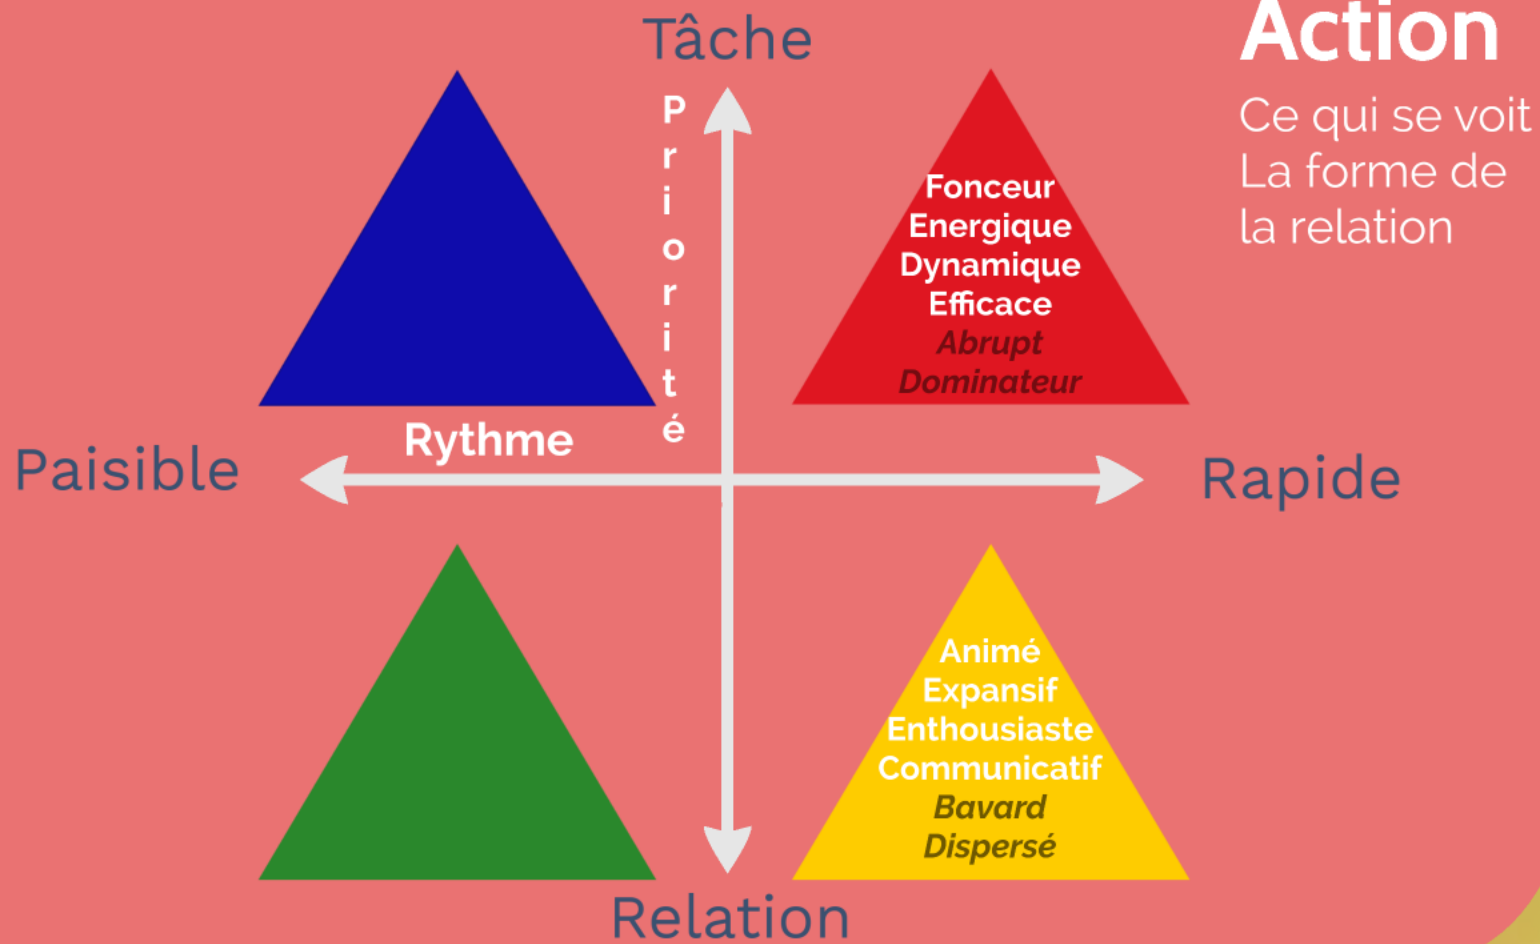 Tâche
Action
Ce qui se voit
La forme de
la relation
Priorité
Fonceur
Energique
Dynamique
Efficace
Abrupt
Dominateur
Rythme
Paisible
Rapide
Animé
Expansif
Enthousiaste
Communicatif
Bavard
Dispersé
Relation